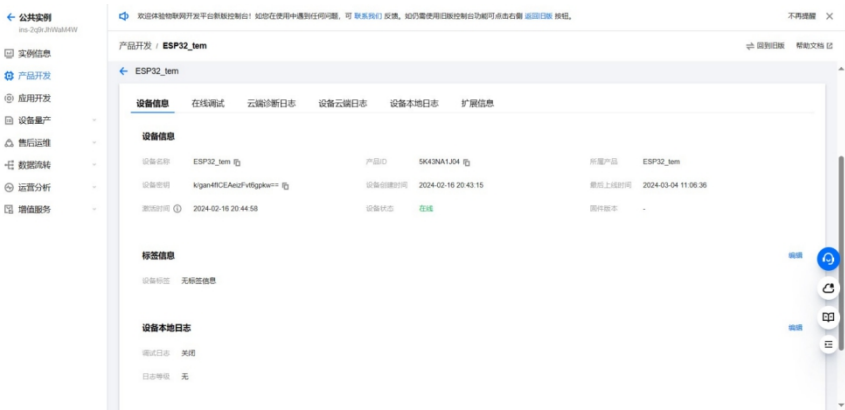 公共实例
ins-2q9rJhWaM4W
实例信息
产品开发
应用开发
设备量产
售后运维
数据流转
运营分析
增值服务
欢迎体验物联网开发平台新版控制台！如您在使用中遇到任何问题，可 联系我们 反馈。如仍需使用旧版控制台功能可点击右侧 返回旧版 按钮。 不再提醒
产品开发 / ESP32_tem 回到旧版 帮助文档
ESP32_tem
设备信息 在线调试 云端诊断日志 设备云端日志 设备本地日志 扩展信息
设备信息
设备名称 ESP32_tem 产品ID 5K43NA1J04 所属产品 ESP32_tem
设备密钥 k/gan4flCEAeizFvt6gpkw== 设备创建时间 2024-02-16 20:43:15 最后上线时间 2024-03-04 11:06:36
激活时间 2024-02-16 20:44:58 设备状态 在线 固件版本 -
标签信息 编辑
设备标签 无标签信息
设备本地日志 编辑
调试日志 关闭
日志等级 无